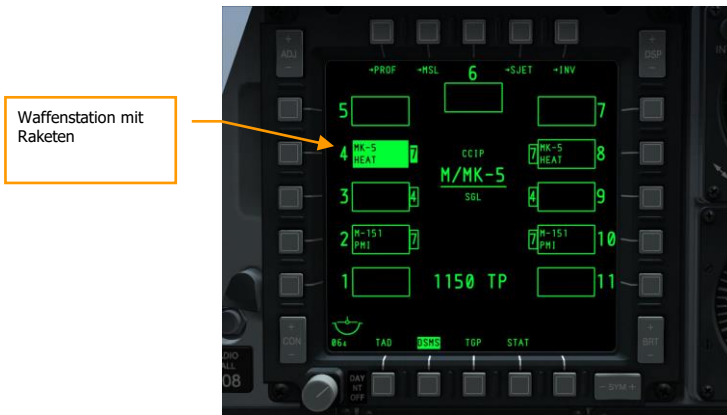 Waffenstation mit
Raketen
ADJ
DSP
→PROF →MSL 6 →SJET →INV
5 7
4 MK-5 HEAT 7 CCIP 7 MK-5 HEAT 8
M/MK-5
3 4 SGL 4 9
2 M-151 PMI 7 7 M-151 PMI 10
1 1150 TP 11
TAD DSMS TGP STAT
CON
BRT
DAY
NT
OFF
- SYM +
08